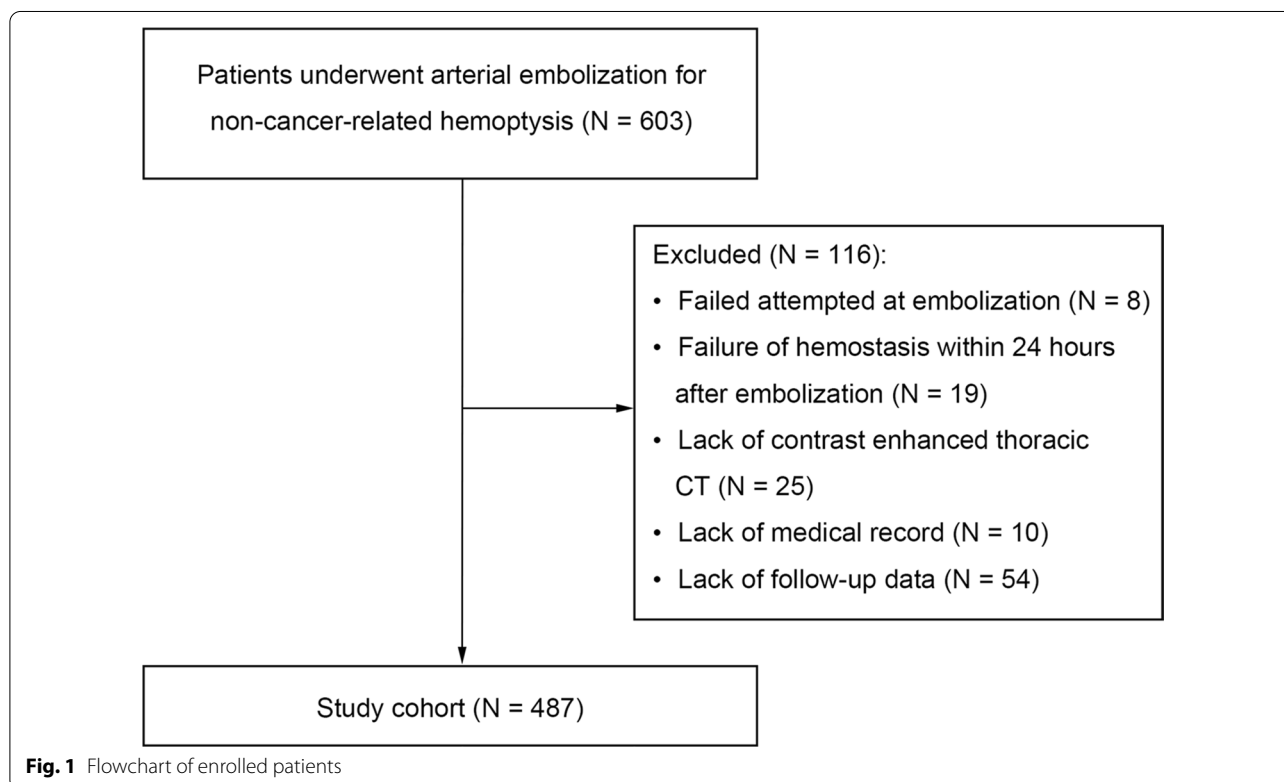 Patients underwent arterial embolization for
non-cancer-related hemoptysis (N = 603)
Excluded (N = 116):
• Failed attempted at embolization (N = 8)
• Failure of hemostasis within 24 hours
after embolization (N = 19)
• Lack of contrast enhanced thoracic
CT (N = 25)
• Lack of medical record (N = 10)
• Lack of follow-up data (N = 54)
Study cohort (N = 487)
Fig. 1 Flowchart of enrolled patients